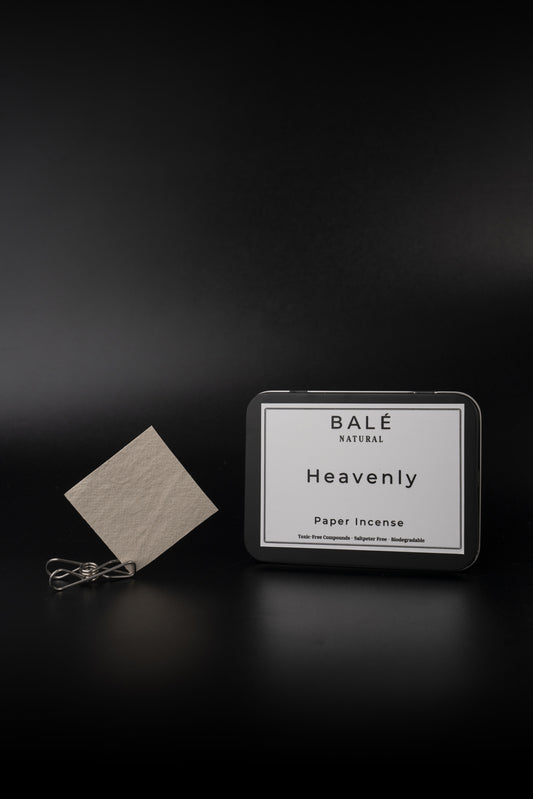 BALÉ
NATURAL
Heavenly
Paper Incense
Toxic-Free Compounds · Saltpeter Free · Biodegradable